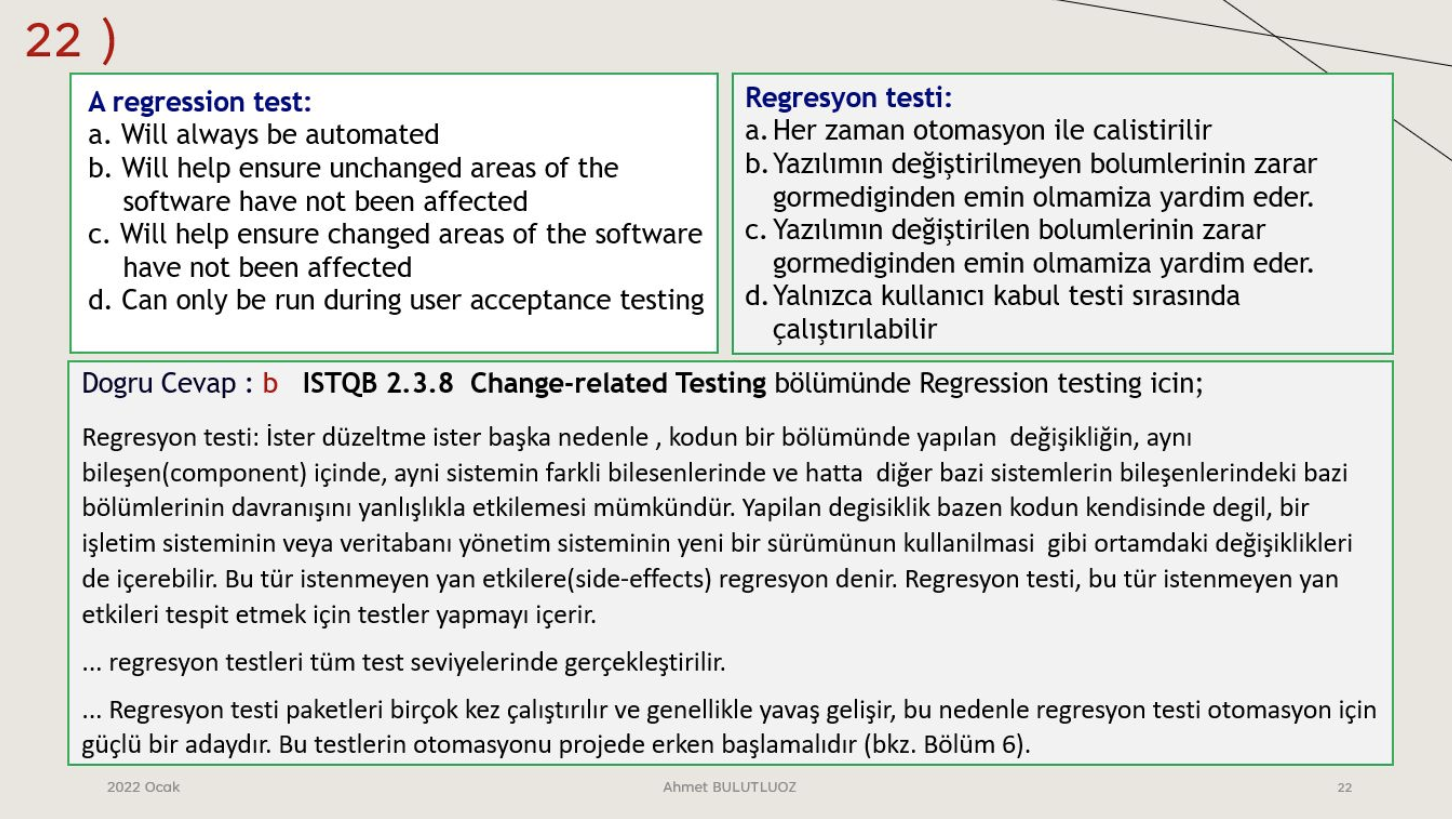 22 )
A regression test:
a. Will always be automated
b. Will help ensure unchanged areas of the
software have not been affected
c. Will help ensure changed areas of the software
have not been affected
d. Can only be run during user acceptance testing
Regresyon testi:
a. Her zaman otomasyon ile calistirilir
b. Yazılımın değiştirilmeyen bolumlerinin zarar
gormediginden emin olmamiza yardim eder.
c. Yazılımın değiştirilen bolumlerinin zarar
gormediginden emin olmamiza yardim eder.
d. Yalnızca kullanıcı kabul testi sırasında
çalıştırılabilir
Dogru Cevap : b ISTQB 2.3.8 Change-related Testing bölümünde Regression testing icin;
Regresyon testi: İster düzeltme ister başka nedenle , kodun bir bölümünde yapılan değişikliğin, aynı
bileşen(component) içinde, ayni sistemin farkli bilesenlerinde ve hatta diğer bazi sistemlerin bileşenlerindeki bazi
bölümlerinin davranışını yanlışlıkla etkilemesi mümkündür. Yapilan degisiklik bazen kodun kendisinde degil, bir
işletim sisteminin veya veritabanı yönetim sisteminin yeni bir sürümünun kullanilmasi gibi ortamdaki değişiklikleri
de içerebilir. Bu tür istenmeyen yan etkilere(side-effects) regresyon denir. Regresyon testi, bu tür istenmeyen yan
etkileri tespit etmek için testler yapmayı içerir.
... regresyon testleri tüm test seviyelerinde gerçekleştirilir.
... Regresyon testi paketleri birçok kez çalıştırılır ve genellikle yavaş gelişir, bu nedenle regresyon testi otomasyon için
güçlü bir adaydır. Bu testlerin otomasyonu projede erken başlamalıdır (bkz. Bölüm 6).
2022 Ocak
Ahmet BULUTLUOZ
22